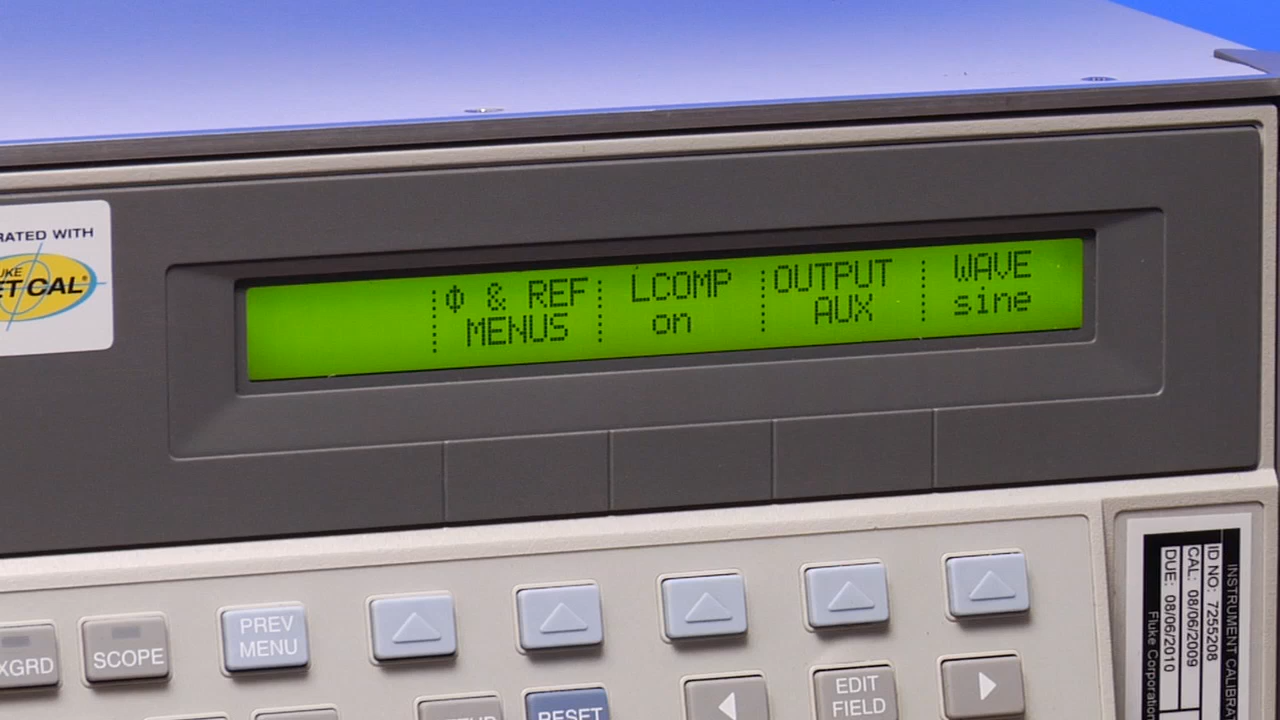 RATED WITH
UKE
ET CAL®
Φ & REF
MENUS
LCOMP
on
OUTPUT
AUX
WAVE
sine
XGRD
SCOPE
PREV
MENU
RESET
EDIT
FIELD
INSTRUMENT CALIBRA
ID NO: 7255208
CAL: 08/06/2009
DUE: 08/06/2010
Fluke Corporation